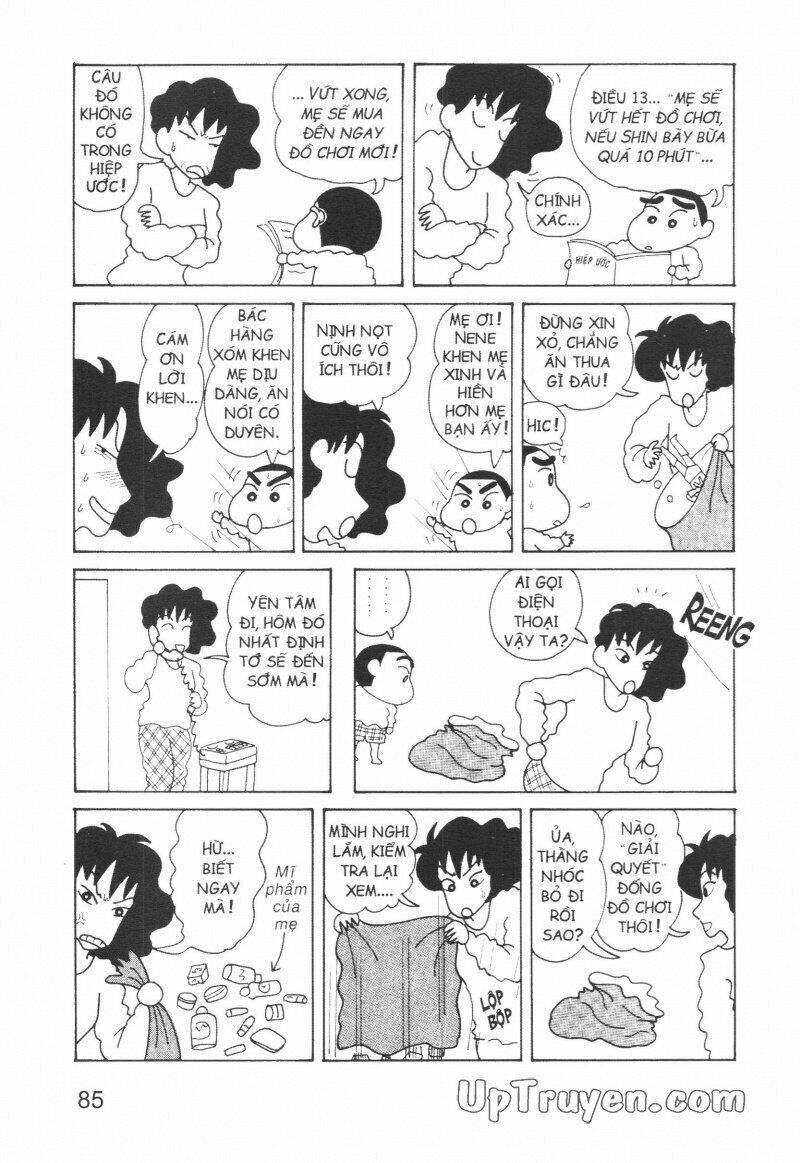 ĐIỀU 13... "MẸ SẼ
VỨT HẾT ĐỒ CHƠI,
NẾU SHIN BÀY BỪA
QUÁ 10 PHÚT"...
CHÍNH
XÁC...
HIỆP ƯỚC
... VỨT XONG,
MẸ SẼ MUA
ĐỀN NGAY
ĐỒ CHƠI MỚI!
CÂU
ĐÓ
KHÔNG
CÓ
TRONG
HIỆP
ƯỚC!
ĐỪNG XIN
XỎ, CHẲNG
ĂN THUA
GÌ ĐÂU!
HIC!
MẸ ƠI!
NENE
KHEN MẸ
XINH VÀ
HIỀN
HƠN MẸ
BẠN ẤY!
NỊNH NỌT
CŨNG VÔ
ÍCH THÔI!
BÁC
HÀNG
XÓM KHEN
MẸ DỊU
DÀNG, ĂN
NÓI CÓ
DUYÊN.
CÁM
ƠN
LỜI
KHEN...
REENG
AI GỌI
ĐIỆN
THOẠI
VẬY TA?
YÊN TÂM
ĐI, HÔM ĐÓ
NHẤT ĐỊNH
TỚ SẼ ĐẾN
SỚM MÀ!
NÀO,
"GIẢI
QUYẾT"
ĐỐNG
ĐỒ CHƠI
THÔI!
ỦA,
THẰNG
NHÓC
BỎ ĐI
RỒI
SAO?
MÌNH NGHI
LẮM, KIỂM
TRA LẠI
XEM....
LỘP
BỘP
HỪ...
BIẾT
NGAY
MÀ!
Mĩ
phẩm
của
mẹ
85
UpTruyen.com